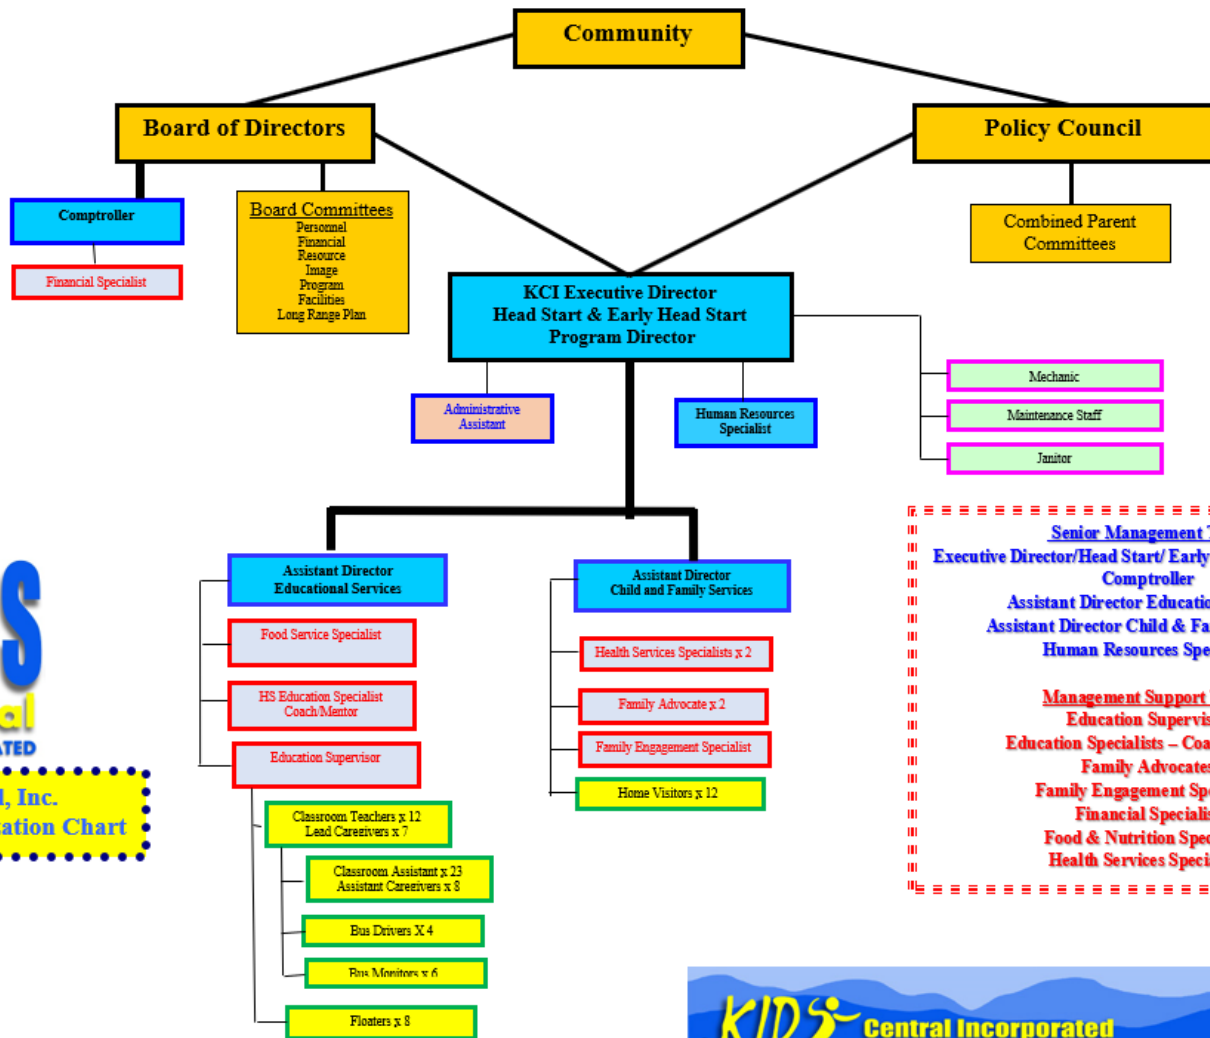 Community
Board of Directors
Policy Council
Comptroller
Financial Specialist
Board Committees
Personnel
Financial
Resource
Image
Program
Facilities
Long Range Plan
Combined Parent
Committees
KCI Executive Director
Head Start & Early Head Start
Program Director
Administrative
Assistant
Human Resources
Specialist
Mechanic
Maintenance Staff
Janitor
Assistant Director
Educational Services
Food Service Specialist
HS Education Specialist
Coach/Mentor
Education Supervisor
Classroom Teachers x 12
Lead Caregivers x 7
Classroom Assistant x 23
Assistant Caregivers x 8
Bus Drivers X 4
Bus Monitors x 6
Floaters x 8
Assistant Director
Child and Family Services
Health Services Specialists x 2
Family Advocate x 2
Family Engagement Specialist
Home Visitors x 12
Senior Management
Executive Director/Head Start/ Early
Comptroller
Assistant Director Educatio
Assistant Director Child & Fa
Human Resources Spe
Management Support
Education Supervis
Education Specialists – Coa
Family Advocates
Family Engagement Spe
Financial Specialis
Food & Nutrition Spec
Health Services Speci
S
al
ATED
l, Inc.
zation Chart
KIDS
Central Incorporated